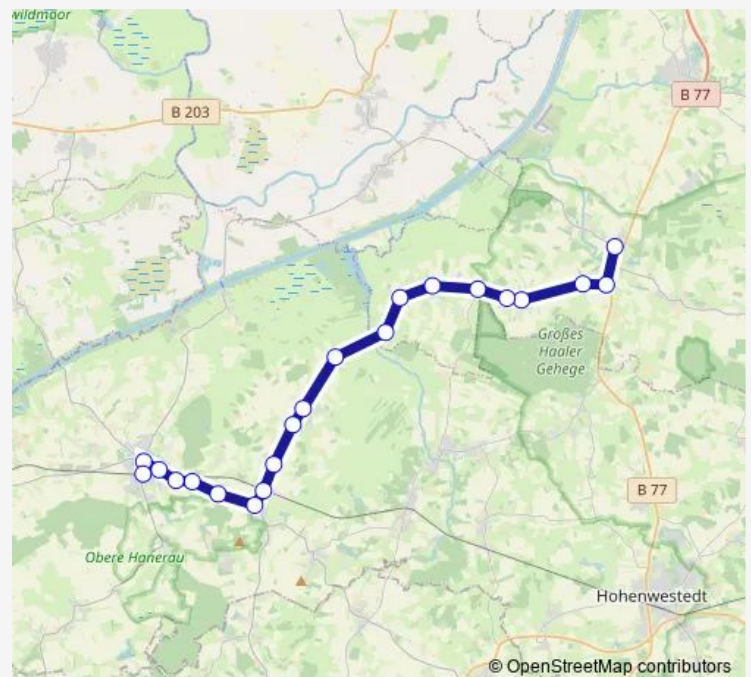 wildmoor
B 77
B 203
Großes
Haaler
Gehege
B 77
Obere Hanerau
Hohenwestedt
© OpenStreetMap contributors